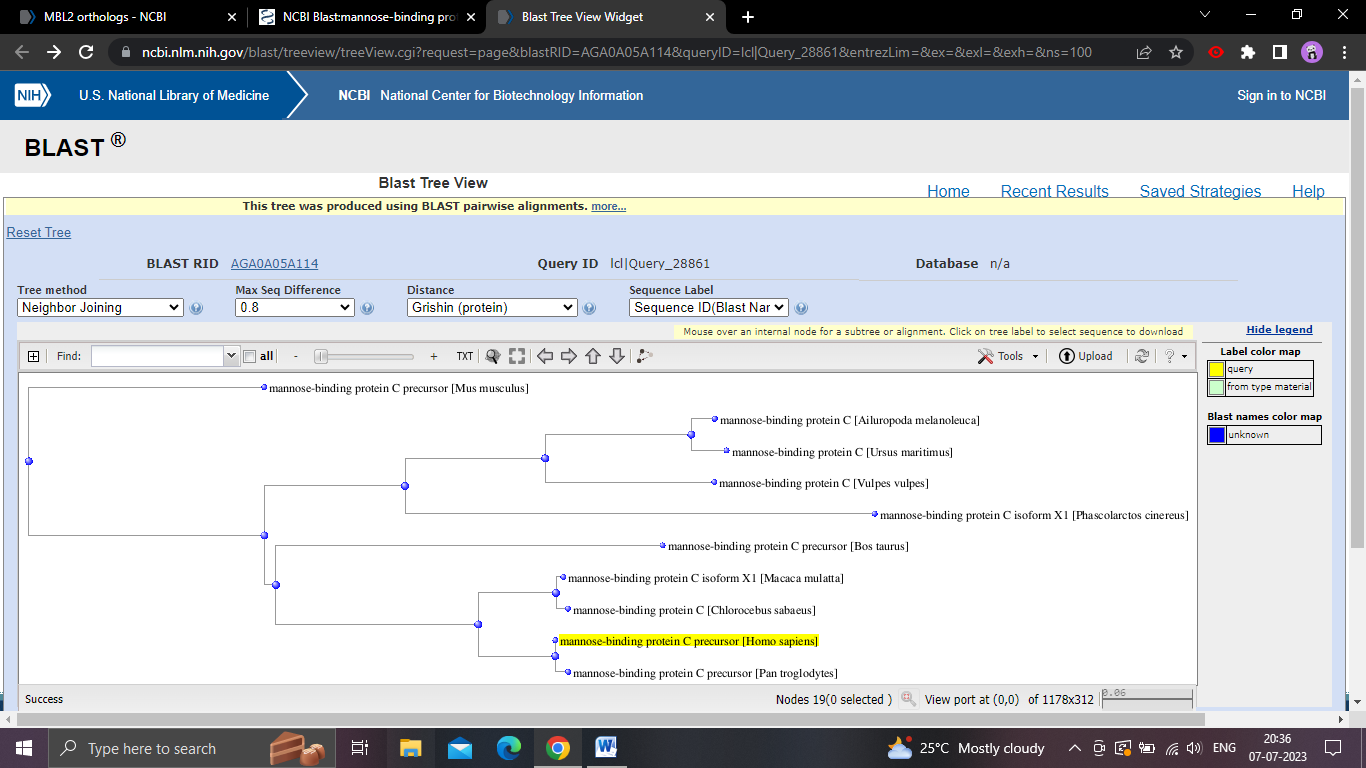 MBL2 orthologs - NCBI
NCBI Blast:mannose-binding pro
Blast Tree View Widget
ncbi.nlm.nih.gov/blast/treeview/treeView.cgi?request=page&blastRID=AGA0A05A114&queryID=lcl|Query_28861&entrezLim=&ex=&exl=&exh=&ns=100
NIH U.S. National Library of Medicine NCBI National Center for Biotechnology Information Sign in to NCBI
BLAST ®
Blast Tree View
Home Recent Results Saved Strategies Help
This tree was produced using BLAST pairwise alignments. more...
Reset Tree
BLAST RID AGA0A05A114 Query ID lcl|Query_28861 Database n/a
Tree method Max Seq Difference Distance Sequence Label
Neighbor Joining 0.8 Grishin (protein) Sequence ID(Blast Nar
Mouse over an internal node for a subtree or alignment. Click on tree label to select sequence to download
Hide legend
Find: all - + TXT Tools Upload ?
Label color map
query
from type material
Blast names color map
unknown
mannose-binding protein C precursor [Mus musculus]
mannose-binding protein C [Ailuropoda melanoleuca]
mannose-binding protein C [Ursus maritimus]
mannose-binding protein C [Vulpes vulpes]
mannose-binding protein C isoform X1 [Phascolarctos cinereus]
mannose-binding protein C precursor [Bos taurus]
mannose-binding protein C isoform X1 [Macaca mulatta]
mannose-binding protein C [Chlorocebus sabaeus]
mannose-binding protein C precursor [Homo sapiens]
mannose-binding protein C precursor [Pan troglodytes]
Success Nodes 19(0 selected ) View port at (0,0) of 1178x312 0.06
Type here to search 25°C Mostly cloudy ENG 20:36
07-07-2023